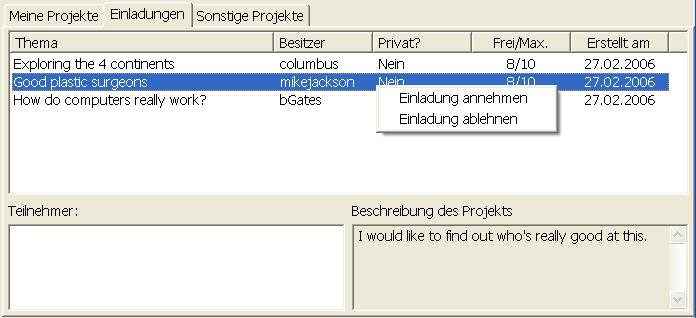 Meine Projekte Einladungen Sonstige Projekte
Thema Besitzer Privat? Frei/Max. Erstellt am
Exploring the 4 continents columbus Nein 8/10 27.02.2006
Good plastic surgeons mikejackson Nein 8/10 27.02.2006
How do computers really work? bGates 27.02.2006
Einladung annehmen
Einladung ablehnen
Teilnehmer: Beschreibung des Projekts
I would like to find out who's really good at this.